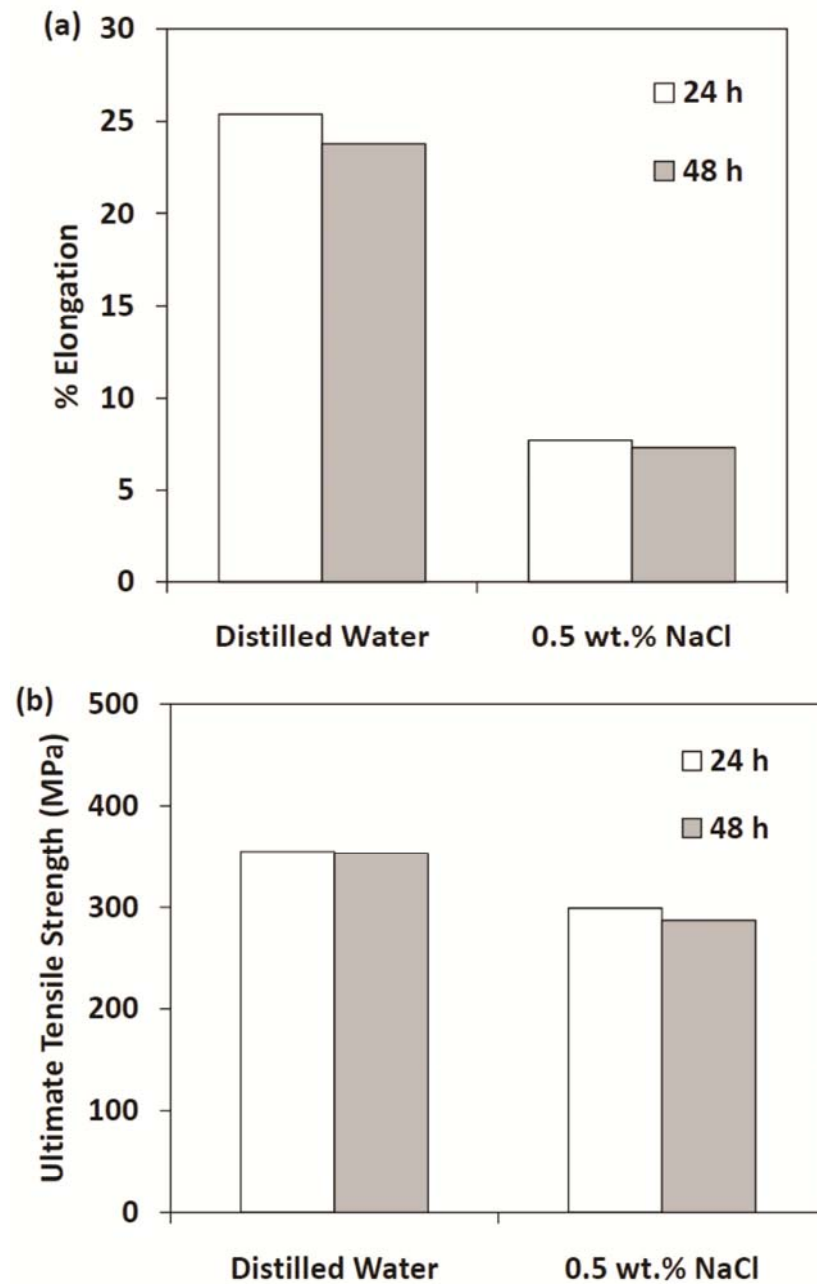 (a)
% Elongation
30
25
20
15
10
5
0
24 h
48 h
Distilled Water
0.5 wt.% NaCl
(b)
Ultimate Tensile Strength (MPa)
500
400
300
200
100
0
24 h
48 h
Distilled Water
0.5 wt.% NaCl